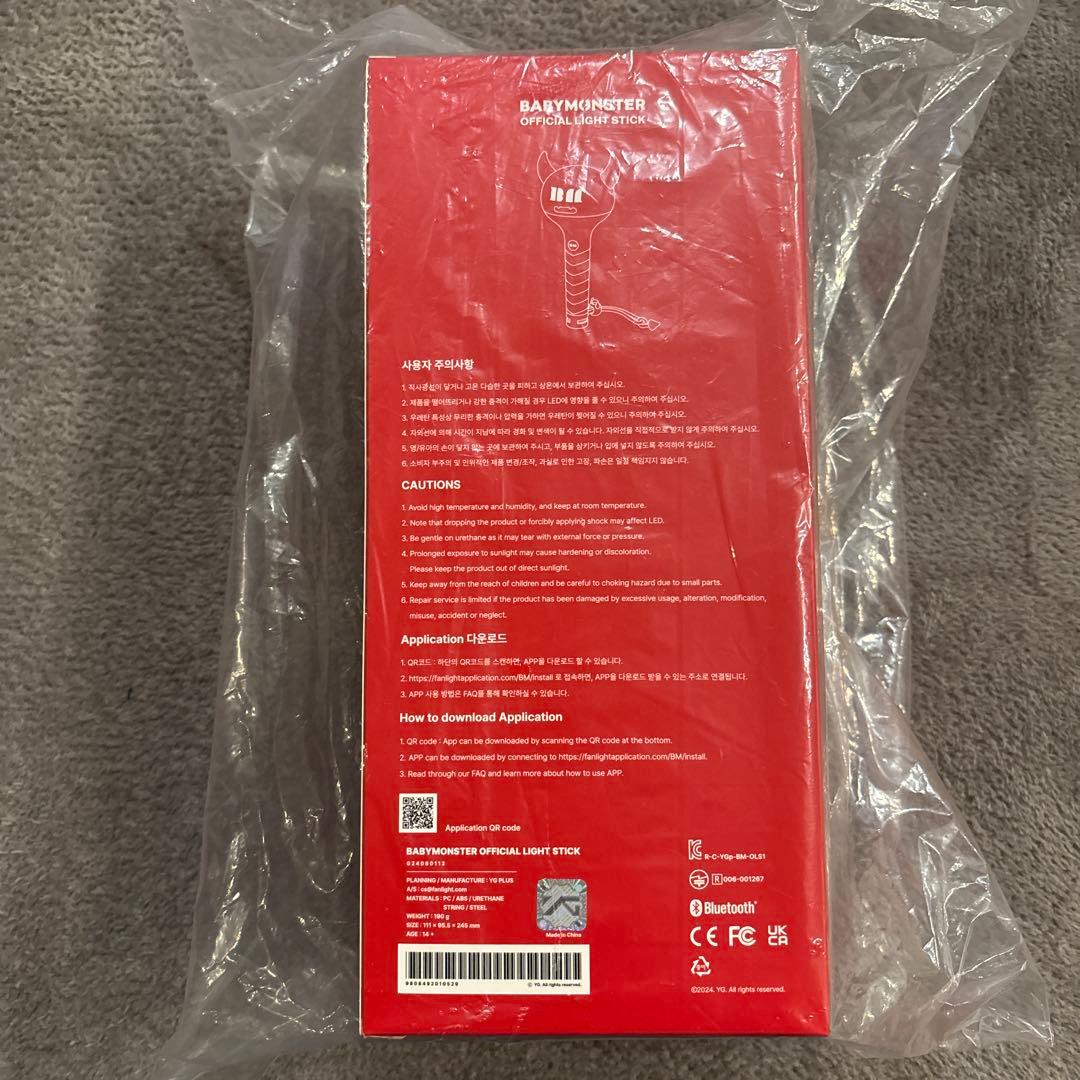 BABYMONSTER
OFFICIAL LIGHT STICK
BM
BM
사용자 주의사항
1. 직사광선이 닿거나 고온 다습한 곳을 피하고 상온에서 보관하여 주십시오.
2. 제품을 떨어뜨리거나 강한 충격이 가해질 경우 LED에 영향을 줄 수 있으니 주의하여 주십시오.
3. 우레탄 특성상 무리한 충격이나 압력을 가하면 우레탄이 찢어질 수 있으니 주의하여 주십시오.
4. 자외선에 의해 시간이 지남에 따라 경화 및 변색이 될 수 있습니다. 자외선을 직접적으로 받지 않게 주의하여 주십시오.
5. 영/유아의 손이 닿지 않는 곳에 보관하여 주시고, 부품을 삼키거나 입에 넣지 않도록 주의하여 주십시오.
6. 소비자 부주의 및 인위적인 제품 변경/조작, 과실로 인한 고장, 파손은 일절 책임지지 않습니다.
CAUTIONS
1. Avoid high temperature and humidity, and keep at room temperature.
2. Note that dropping the product or forcibly applying shock may affect LED.
3. Be gentle on urethane as it may tear with external force or pressure.
4. Prolonged exposure to sunlight may cause hardening or discoloration.
Please keep the product out of direct sunlight.
5. Keep away from the reach of children and be careful to choking hazard due to small parts.
6. Repair service is limited if the product has been damaged by excessive usage, alteration, modification,
misuse, accident or neglect.
Application 다운로드
1. QR코드 : 하단의 QR코드를 스캔하면, APP을 다운로드 할 수 있습니다.
2. https://fanlightapplication.com/BM/install 로 접속하면, APP을 다운로드 받을 수 있는 주소로 연결됩니다.
3. APP 사용 방법은 FAQ를 통해 확인하실 수 있습니다.
How to download Application
1. QR code : App can be downloaded by scanning the QR code at the bottom.
2. APP can be downloaded by connecting to https://fanlightapplication.com/BM/install.
3. Read through our FAQ and learn more about how to use APP.
Application QR code
BABYMONSTER OFFICIAL LIGHT STICK
024080112
PLANNING / MANUFACTURE : YG PLUS
A/S : cs@fanlight.com
MATERIALS : PC / ABS / URETHANE
STRING / STEEL
WEIGHT : 190 g
SIZE : 111 × 95.5 × 245 mm
AGE : 14 +
YG
Made in China
9808492010529
© YG. All rights reserved.
R-C-YGp-BM-OLS1
R 006-001267
Bluetooth®
CE FC UK CA
©2024. YG. All rights reserved.